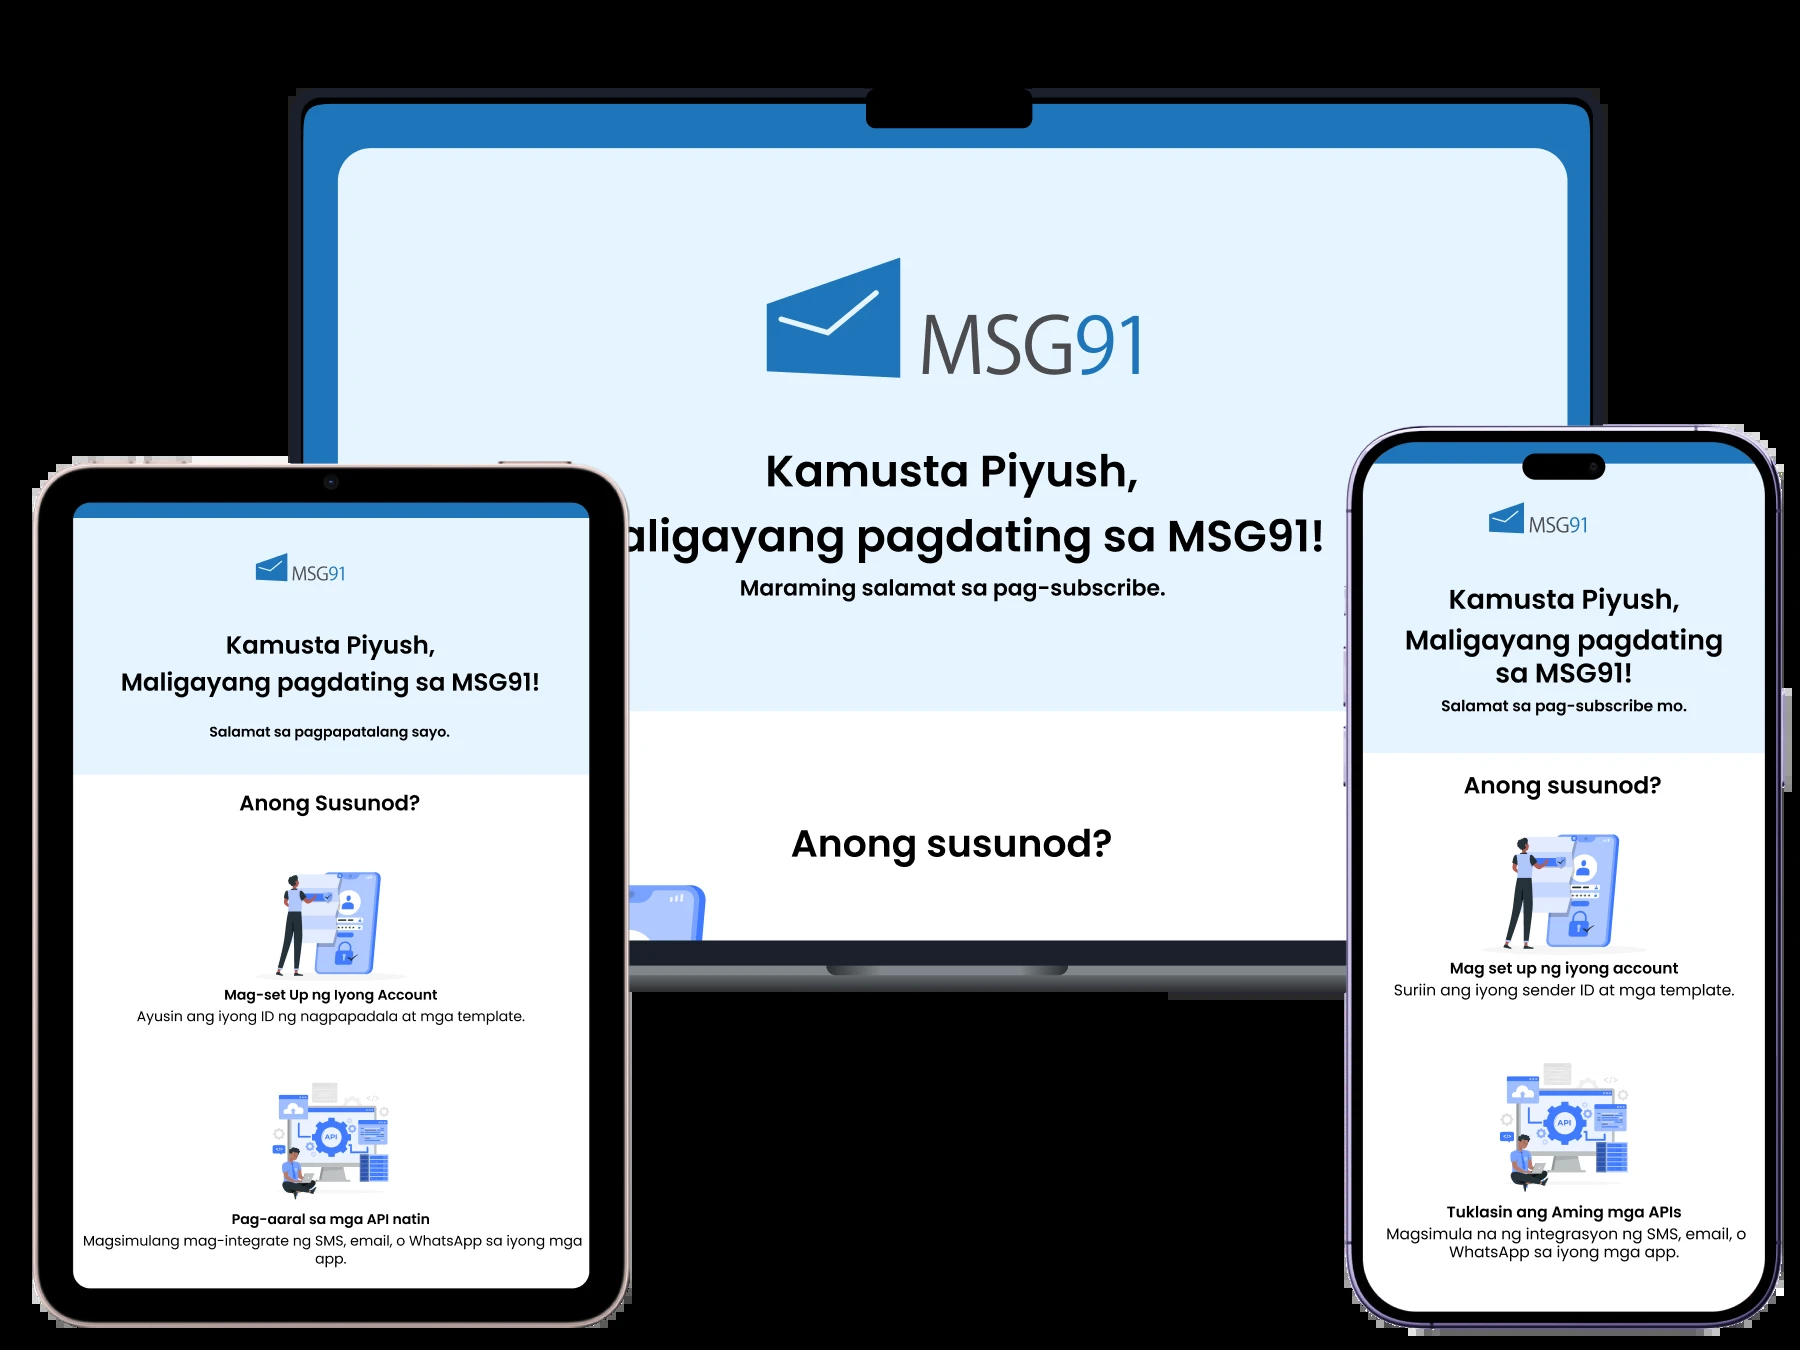 MSG91
Kamusta Piyush,
aligayang pagdating sa MSG91!
Maraming salamat sa pag-subscribe.
Anong susunod?
MSG91
Kamusta Piyush,
Maligayang pagdating sa MSG91!
Salamat sa pagpapatalang sayo.
Anong Susunod?
Mag-set Up ng Iyong Account
Ayusin ang iyong ID ng nagpapadala at mga template.
API
Pag-aaral sa mga API natin
Magsimulang mag-integrate ng SMS, email, o WhatsApp sa iyong mga
app.
MSG91
Kamusta Piyush,
Maligayang pagdating
sa MSG91!
Salamat sa pag-subscribe mo.
Anong susunod?
Mag set up ng iyong account
Suriin ang iyong sender ID at mga template.
API
Tuklasin ang Aming mga APIs
Magsimula na ng integrasyon ng SMS, email, o
WhatsApp sa iyong mga app.